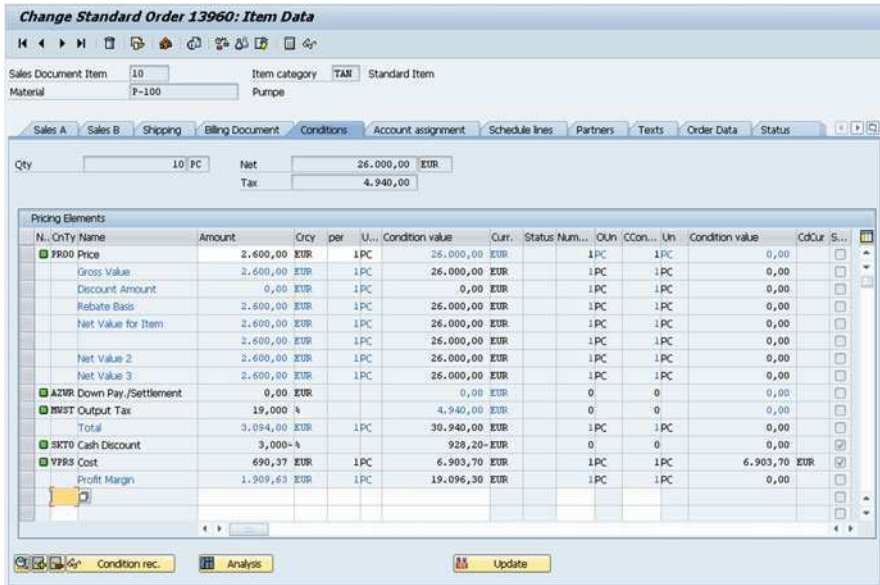 Change Standard Order 13960: Item Data
Sales Document Item 10 Item category TAN Standard Item
Material P-100 Pumpe
Sales A Sales B Shipping Billing Document Conditions Account assignment Schedule lines Partners Texts Order Data Status
Qty 10 PC Net 26.000,00 EUR
Tax 4.940,00
Pricing Elements
N.. CnTy Name Amount Crcy per U... Condition value Curr. Status Num... OUn CCon... Un Condition value CdCur S...
PR00 Price 2.600,00 EUR 1 PC 26.000,00 EUR 1 PC 1 PC 0,00
Gross Value 2.600,00 EUR 1 PC 26.000,00 EUR 1 PC 1 PC 0,00
Discount Amount 0,00 EUR 1 PC 0,00 EUR 1 PC 1 PC 0,00
Rebate Basis 2.600,00 EUR 1 PC 26.000,00 EUR 1 PC 1 PC 0,00
Net Value for Item 2.600,00 EUR 1 PC 26.000,00 EUR 1 PC 1 PC 0,00
2.600,00 EUR 1 PC 26.000,00 EUR 1 PC 1 PC 0,00
Net Value 2 2.600,00 EUR 1 PC 26.000,00 EUR 1 PC 1 PC 0,00
Net Value 3 2.600,00 EUR 1 PC 26.000,00 EUR 1 PC 1 PC 0,00
AZWR Down Pay./Settlement 0,00 EUR 0,00 EUR 0 0 0,00
MWST Output Tax 19,000 % 4.940,00 EUR 0 0 0,00
Total 3.094,00 EUR 1 PC 30.940,00 EUR 1 PC 1 PC 0,00
SKTO Cash Discount 3,000- % 928,20- EUR 0 0 0,00
VPRS Cost 690,37 EUR 1 PC 6.903,70 EUR 1 PC 1 PC 6.903,70 EUR
Profit Margin 1.909,63 EUR 1 PC 19.096,30 EUR 1 PC 1 PC 0,00
Condition rec. Analysis Update